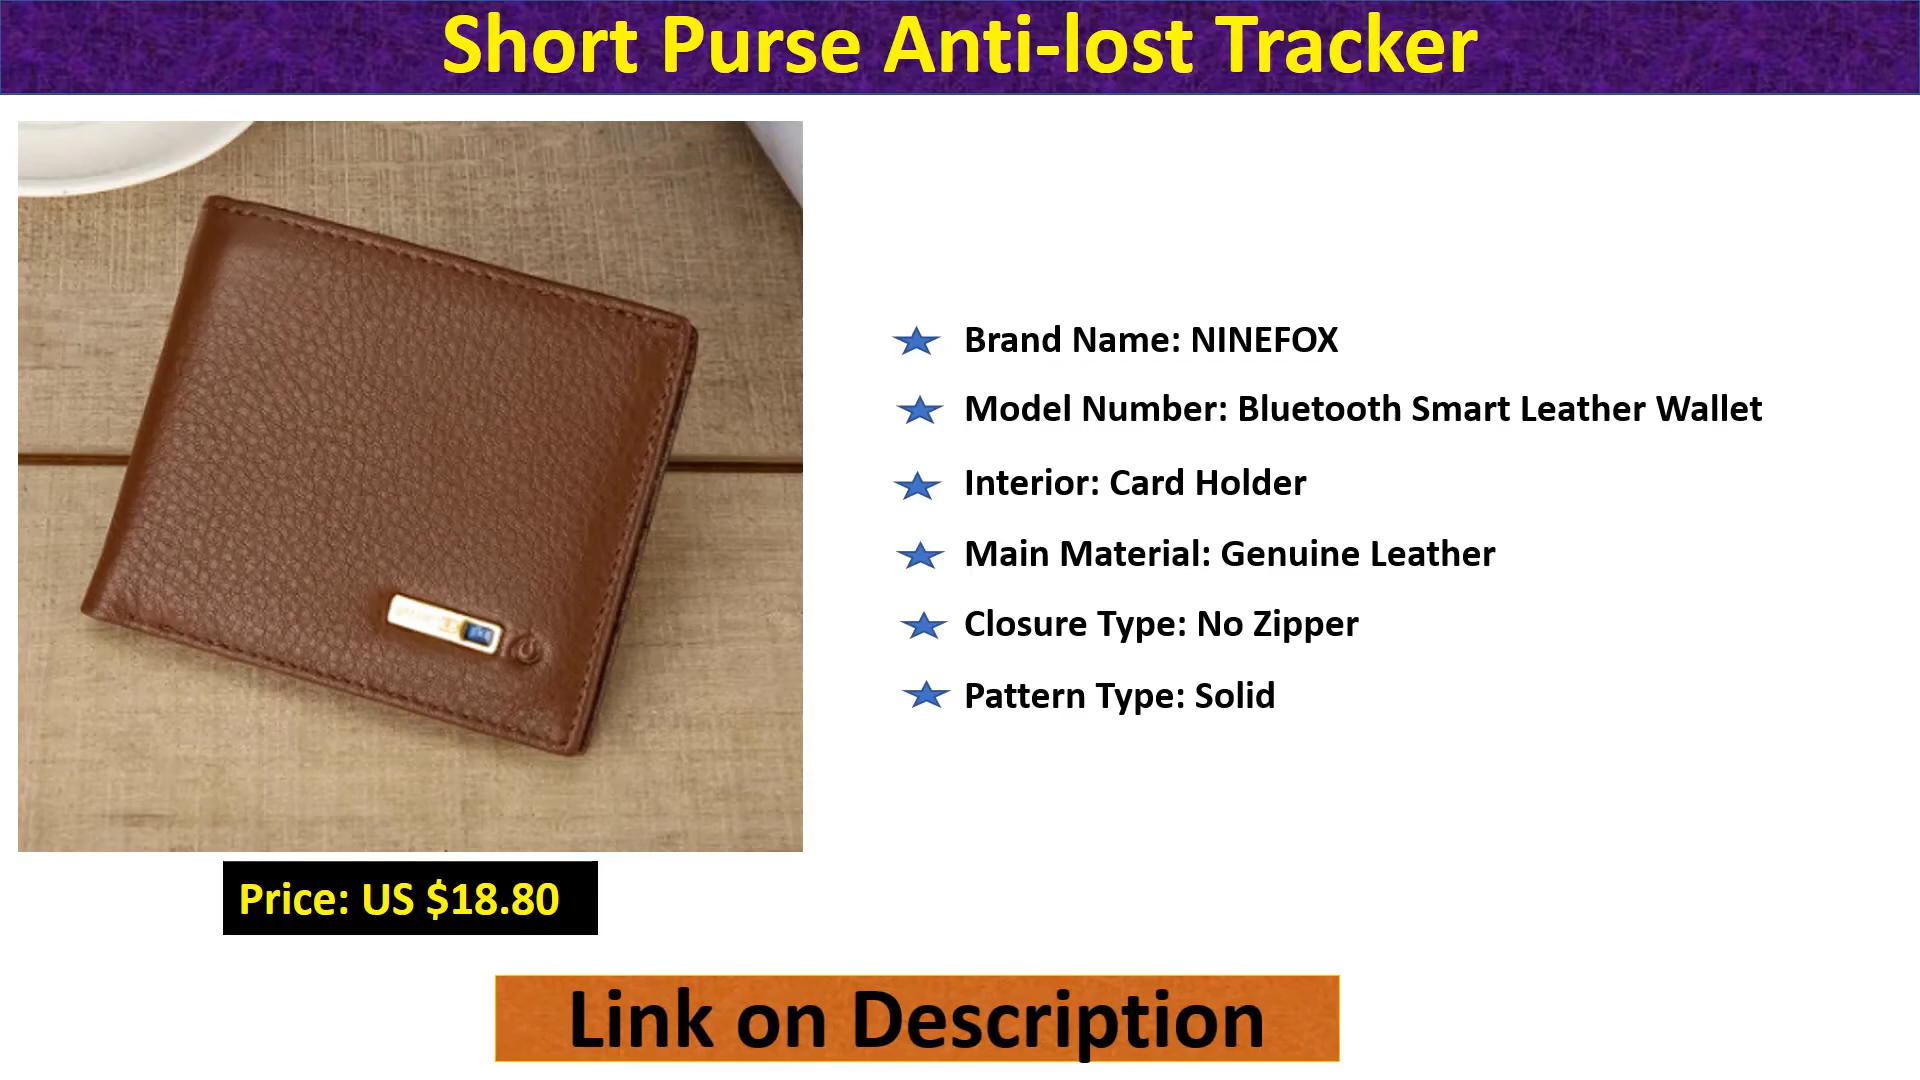 Short Purse Anti-lost Tracker
Brand Name: NINEFOX
Model Number: Bluetooth Smart Leather Wallet
Interior: Card Holder
Main Material: Genuine Leather
Closure Type: No Zipper
Pattern Type: Solid
Price: US $18.80
Link on Description